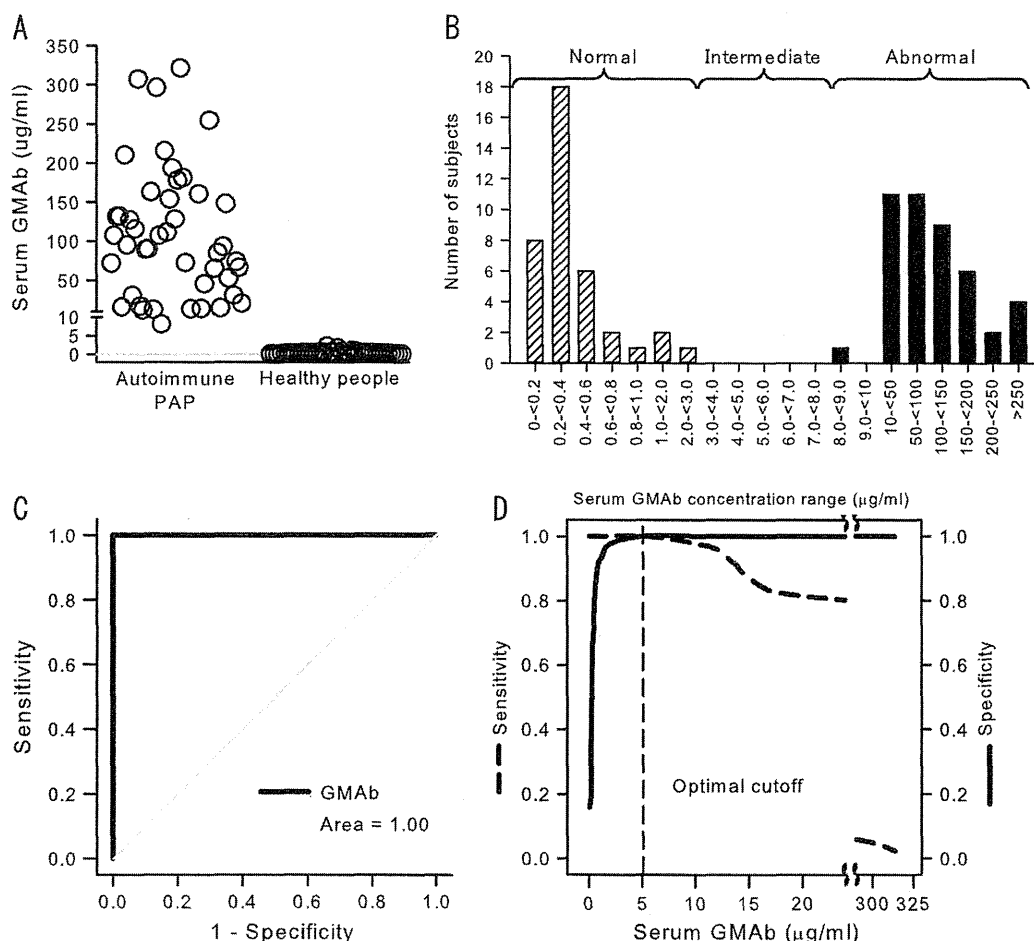 A
350
300
250
200
150
100
50
10
5
0
Serum GMAb (ug/ml)
Autoimmune
PAP
Healthy people
B
Normal
Intermediate
Abnormal
20
18
16
14
12
10
8
6
4
2
0
Number of subjects
0-<0.2
0.2-<0.4
0.4-<0.6
0.6-<0.8
0.8-<1.0
1.0-<2.0
2.0-<3.0
3.0-<4.0
4.0-<5.0
5.0-<6.0
6.0-<7.0
7.0-<8.0
8.0-<9.0
9.0-<10
10-<50
50-<100
100-<150
150-<200
200-<250
>250
Serum GMAb concentration range (μg/ml)
C
1.0
0.8
0.6
0.4
0.2
0.0
Sensitivity
GMAb
Area = 1.00
0.0 0.2 0.4 0.6 0.8 1.0
1 - Specificity
D
1.0
0.8
0.6
0.4
0.2
0.0
Sensitivity
Optimal cutoff
1.0
0.8
0.6
0.4
0.2
0.0
Specificity
0 5 10 15 20 300 325
Serum GMAb (μg/ml)